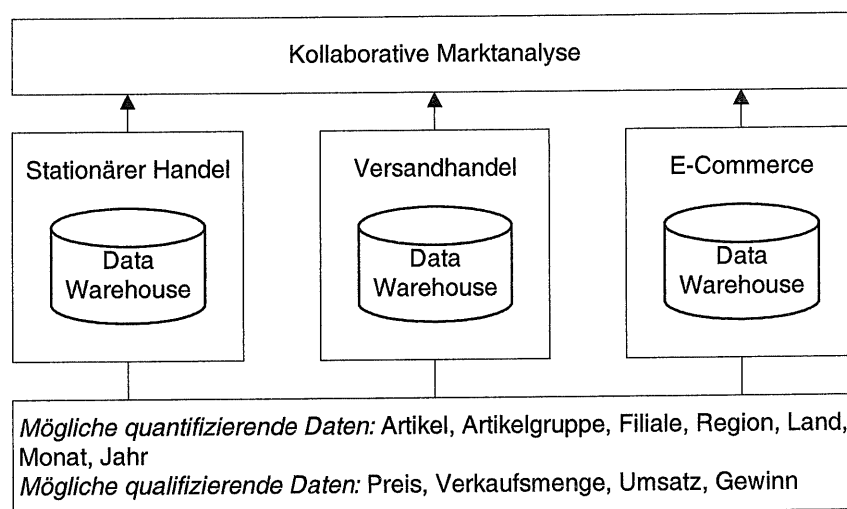 Kollaborative Marktanalyse
Stationärer Handel
Data
Warehouse
Versandhandel
Data
Warehouse
E-Commerce
Data
Warehouse
Mögliche quantifizierende Daten: Artikel, Artikelgruppe, Filiale, Region, Land,
Monat, Jahr
Mögliche qualifizierende Daten: Preis, Verkaufsmenge, Umsatz, Gewinn